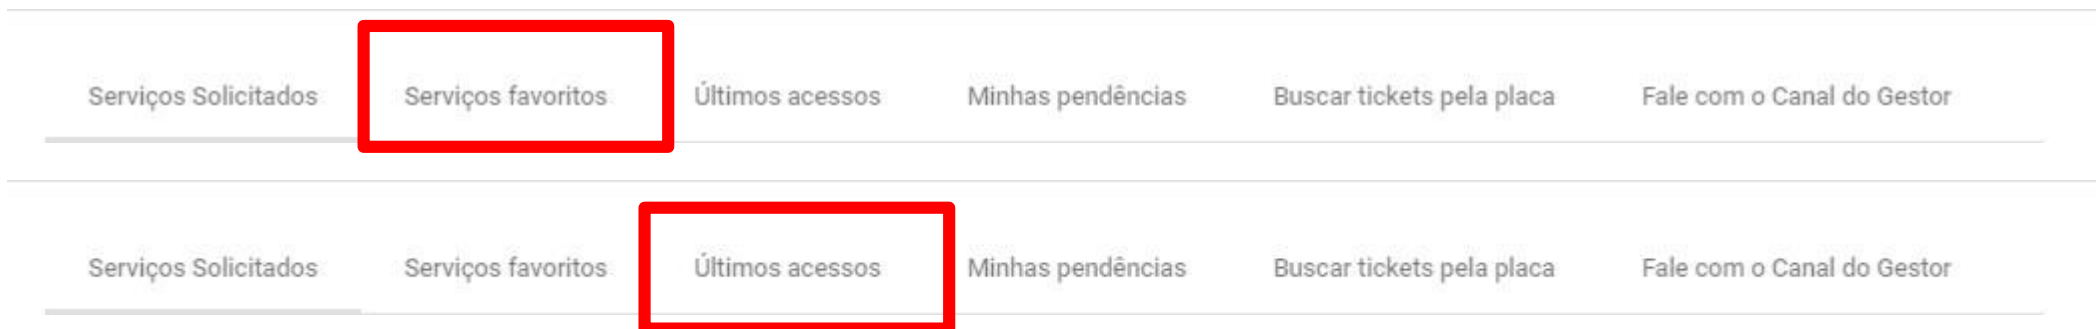 Serviços Solicitados Serviços favoritos Últimos acessos Minhas pendências Buscar tickets pela placa Fale com o Canal do Gestor
Serviços Solicitados Serviços favoritos Últimos acessos Minhas pendências Buscar tickets pela placa Fale com o Canal do Gestor